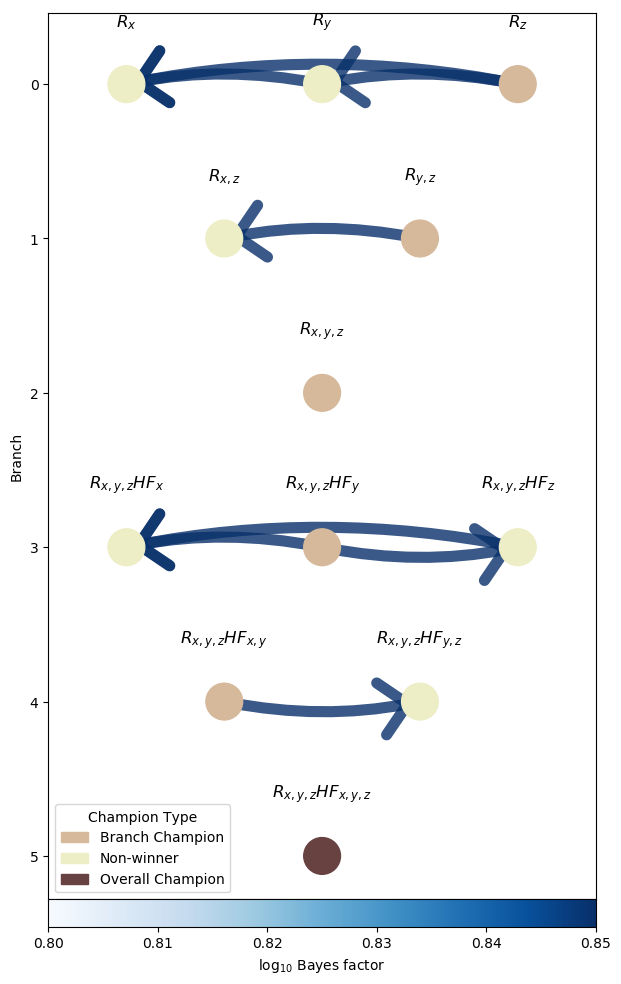 R_x R_y R_z
0
R_{x,z} R_{y,z}
1
R_{x,y,z}
2
Branch
R_{x,y,z}HF_x R_{x,y,z}HF_y R_{x,y,z}HF_z
3
R_{x,y,z}HF_{x,y} R_{x,y,z}HF_{y,z}
4
R_{x,y,z}HF_{x,y,z}
Champion Type
Branch Champion
Non-winner
Overall Champion
5
0.80 0.81 0.82 0.83 0.84 0.85
log_{10} Bayes factor